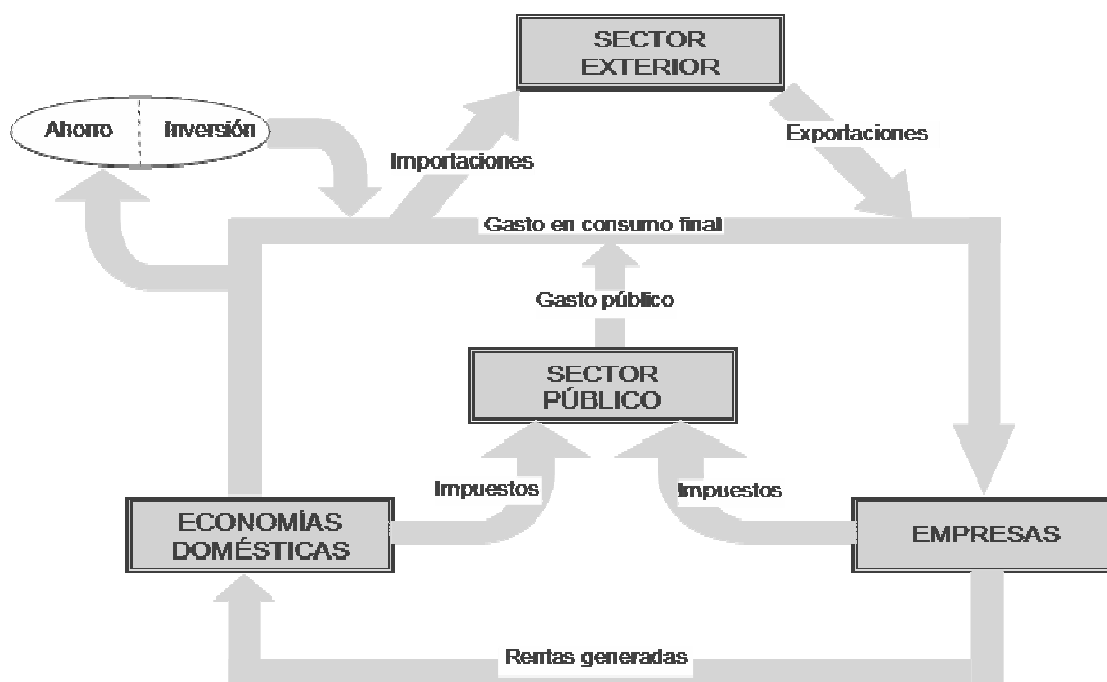 SECTOR
EXTERIOR
Ahorro
Inversión
Importaciones
Exportaciones
Gasto en consumo final
Gasto público
SECTOR
PÚBLICO
Impuestos
Impuestos
ECONOMÍAS
DOMÉSTICAS
EMPRESAS
Rentas generadas